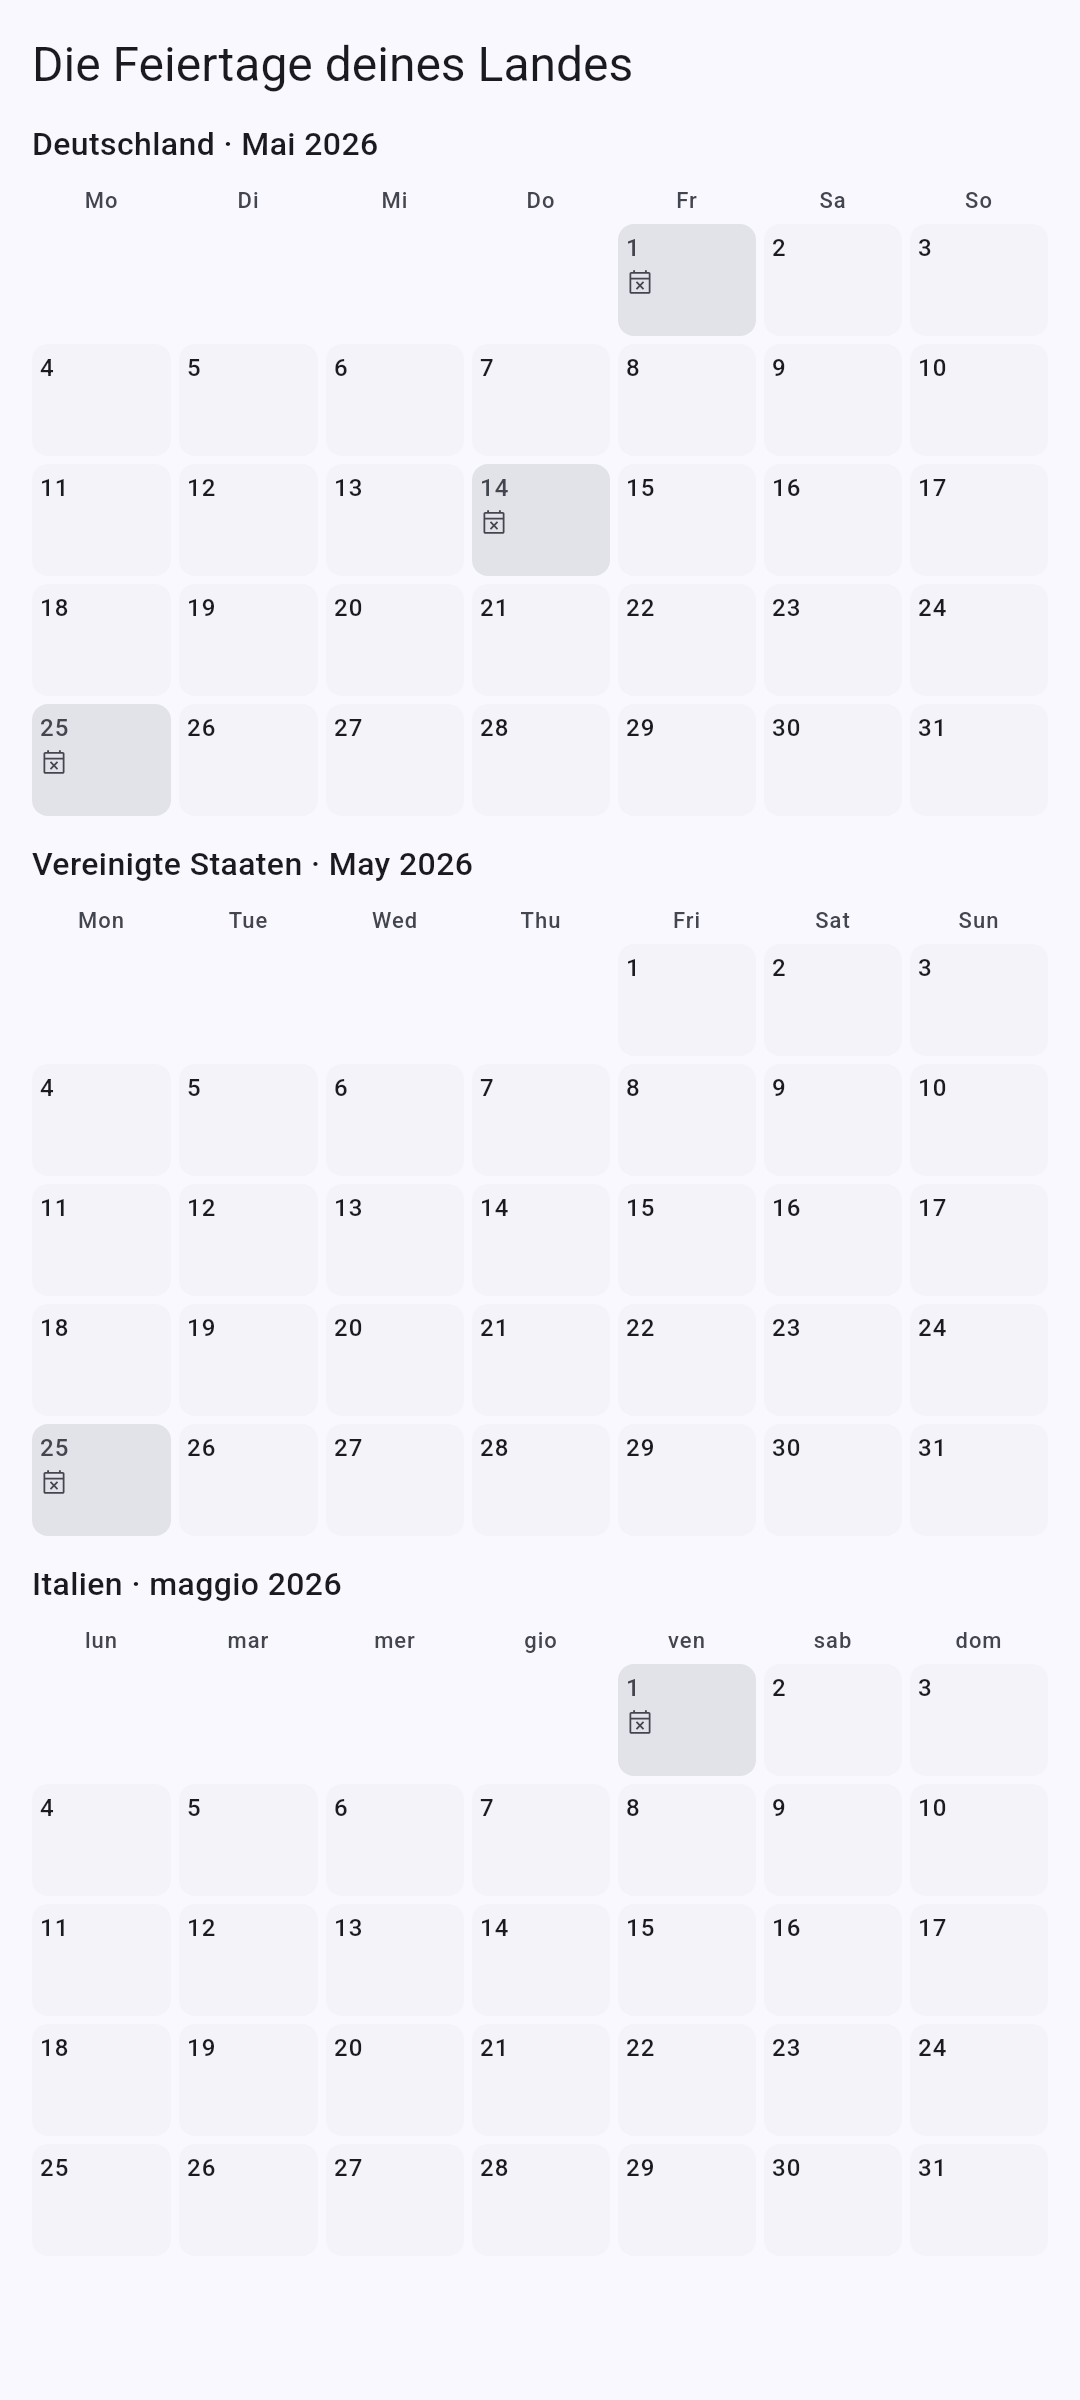 Die Feiertage deines Landes
Deutschland · Mai 2026
Mo Di Mi Do Fr Sa So
1 2 3
4 5 6 7 8 9 10
11 12 13 14 15 16 17
18 19 20 21 22 23 24
25 26 27 28 29 30 31
Vereinigte Staaten · May 2026
Mon Tue Wed Thu Fri Sat Sun
1 2 3
4 5 6 7 8 9 10
11 12 13 14 15 16 17
18 19 20 21 22 23 24
25 26 27 28 29 30 31
Italien · maggio 2026
lun mar mer gio ven sab dom
1 2 3
4 5 6 7 8 9 10
11 12 13 14 15 16 17
18 19 20 21 22 23 24
25 26 27 28 29 30 31